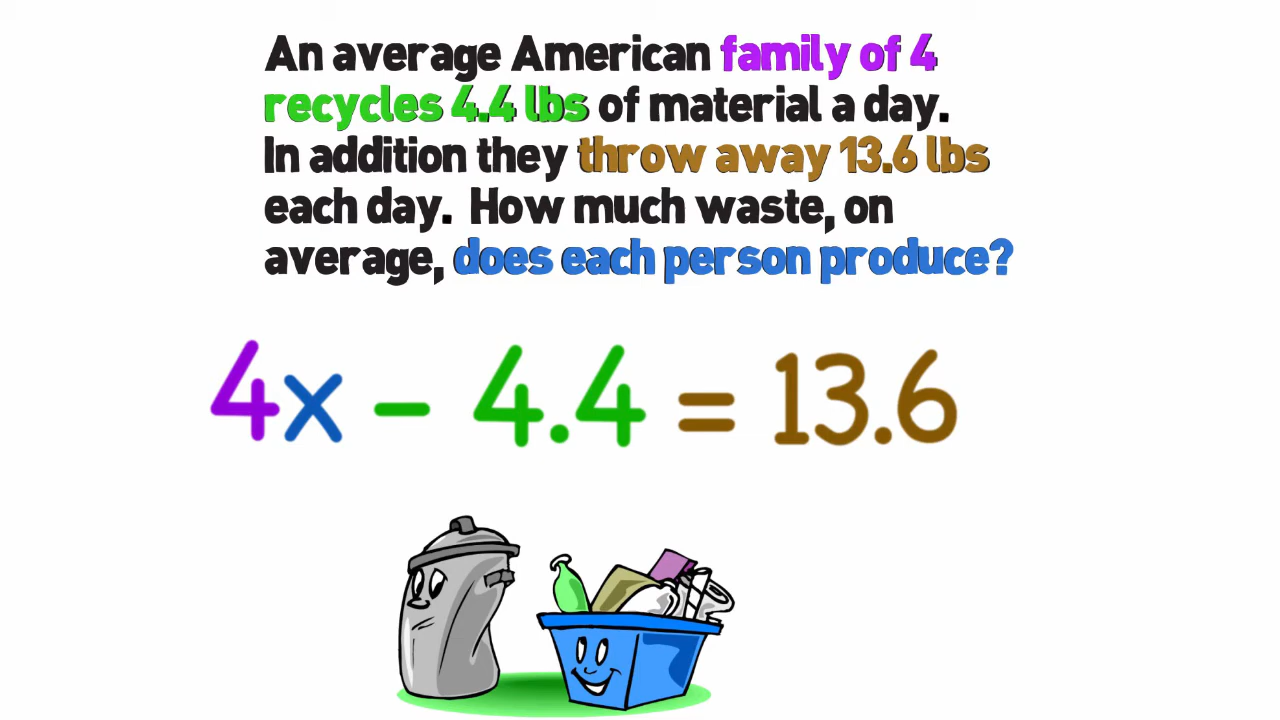 An average American family of 4
recycles 4.4 lbs of material a day.
In addition they throw away 13.6 lbs
each day. How much waste, on
average, does each person produce?
4x - 4.4 = 13.6